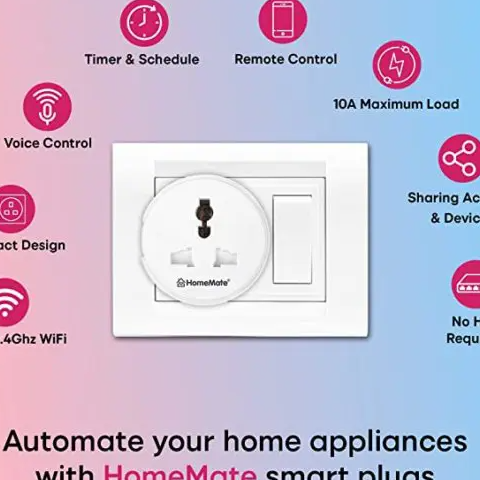 Timer & Schedule
Remote Control
10A Maximum Load
Voice Control
Sharing Ac
& Devic
act Design
HomeMate
.4Ghz WiFi
No H
Requ
Automate your home appliances
with HomeMate smart plugs